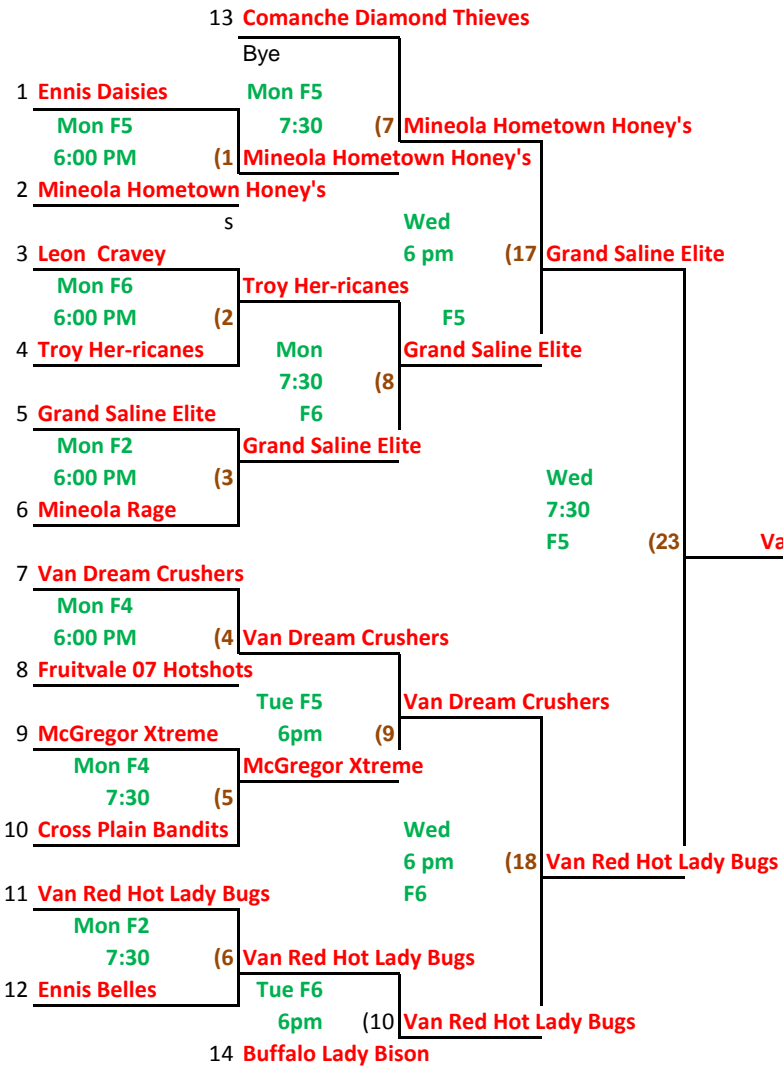 13 Comanche Diamond Thieves
Bye
1 Ennis Daisies Mon F5
Mon F5 7:30 (7 Mineola Hometown Honey's
6:00 PM (1 Mineola Hometown Honey's
2 Mineola Hometown Honey's
s Wed
3 Leon Cravey 6 pm (17 Grand Saline Elite
Mon F6 Troy Her-ricanes
6:00 PM (2 F5
4 Troy Her-ricanes Mon Grand Saline Elite
7:30 (8
5 Grand Saline Elite F6
Mon F2 Grand Saline Elite
6:00 PM (3 Wed
6 Mineola Rage 7:30
F5 (23 Va
7 Van Dream Crushers
Mon F4
6:00 PM (4 Van Dream Crushers
8 Fruitvale 07 Hotshots
Tue F5 Van Dream Crushers
9 McGregor Xtreme 6pm (9
Mon F4 McGregor Xtreme
7:30 (5
10 Cross Plain Bandits Wed
6 pm (18 Van Red Hot Lady Bugs
11 Van Red Hot Lady Bugs F6
Mon F2
7:30 (6 Van Red Hot Lady Bugs
12 Ennis Belles Tue F6
6pm (10 Van Red Hot Lady Bugs
14 Buffalo Lady Bison